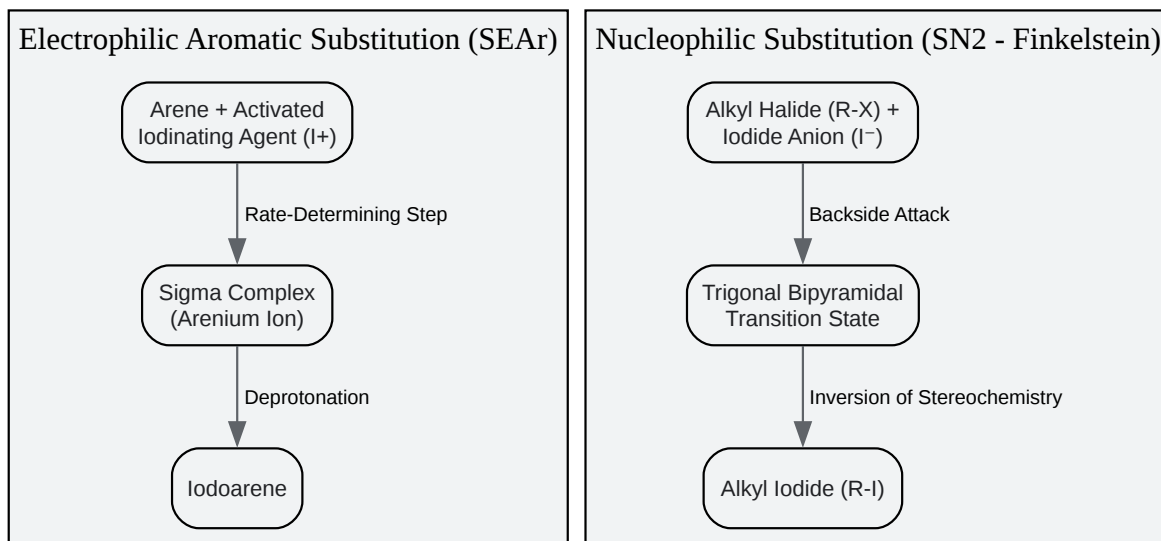 Electrophilic Aromatic Substitution (SEAr)
Arene + Activated
Iodinating Agent (I+)
Rate-Determining Step
Sigma Complex
(Arenium Ion)
Deprotonation
Iodoarene
Nucleophilic Substitution (SN2 - Finkelstein)
Alkyl Halide (R-X) +
Iodide Anion (I⁻)
Backside Attack
Trigonal Bipyramidal
Transition State
Inversion of Stereochemistry
Alkyl Iodide (R-I)